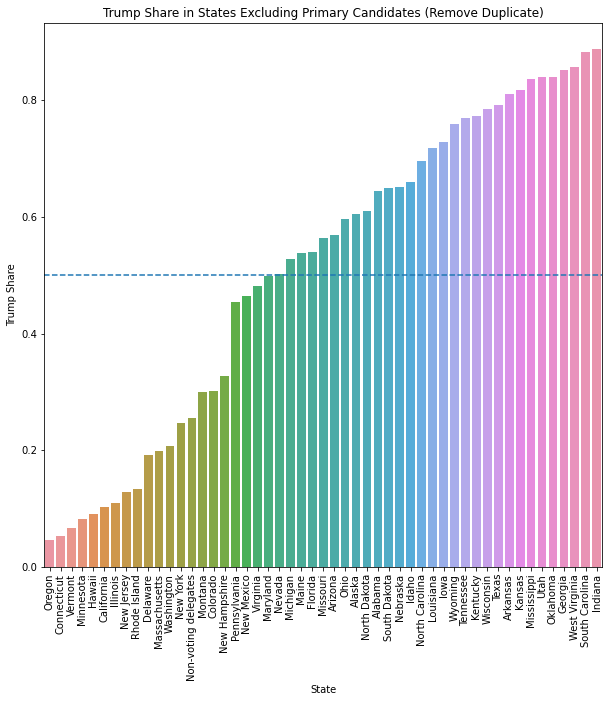 Trump Share in States Excluding Primary Candidates (Remove Duplicate)
Trump Share
0.8
0.6
0.4
0.2
0.0
Oregon
Connecticut
Vermont
Minnesota
Hawaii
California
Illinois
New Jersey
Rhode Island
Delaware
Massachusetts
Washington
New York
Non-voting delegates
Montana
Colorado
New Hampshire
Pennsylvania
New Mexico
Virginia
Maryland
Nevada
Michigan
Maine
Florida
Missouri
Arizona
Ohio
Alaska
North Dakota
Alabama
South Dakota
Nebraska
Idaho
North Carolina
Louisiana
Iowa
Wyoming
Tennessee
Kentucky
Wisconsin
Texas
Arkansas
Kansas
Mississippi
Utah
Oklahoma
Georgia
West Virginia
South Carolina
Indiana
State